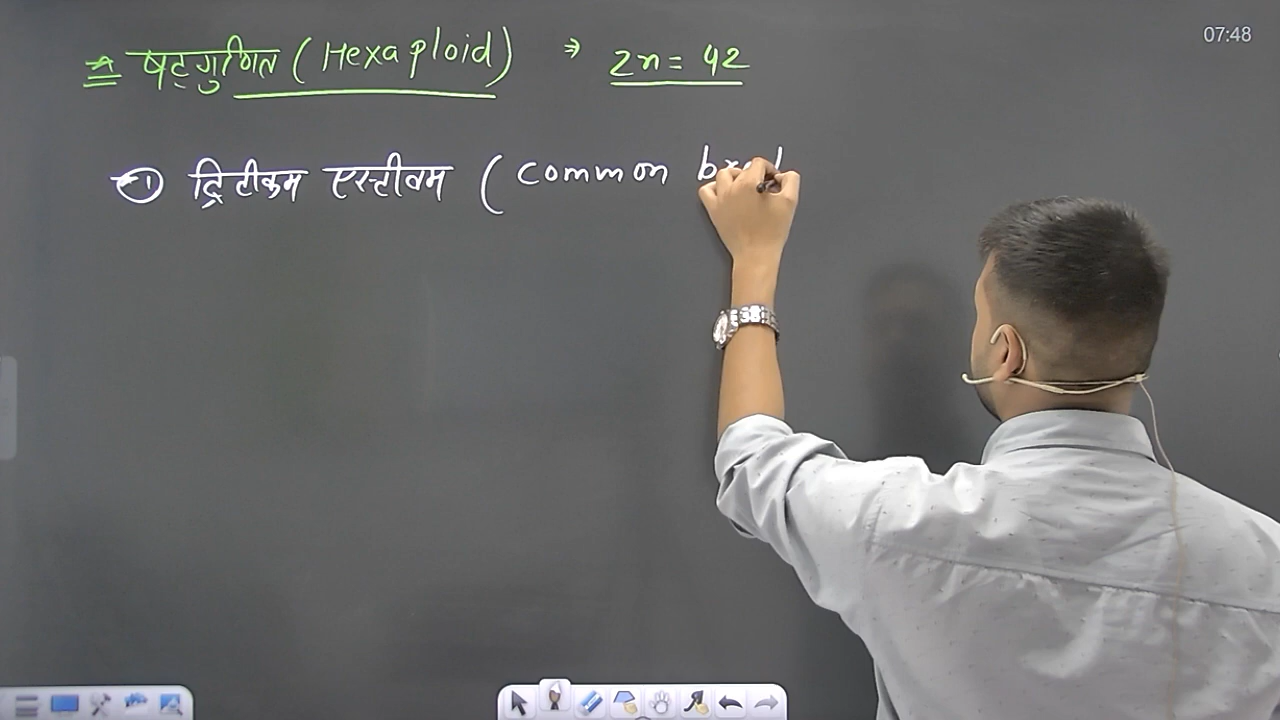 07:48
* षट्गुणित (Hexaploid) ⇒ 2n = 42
① ट्रिटीकम एस्टीवम (common